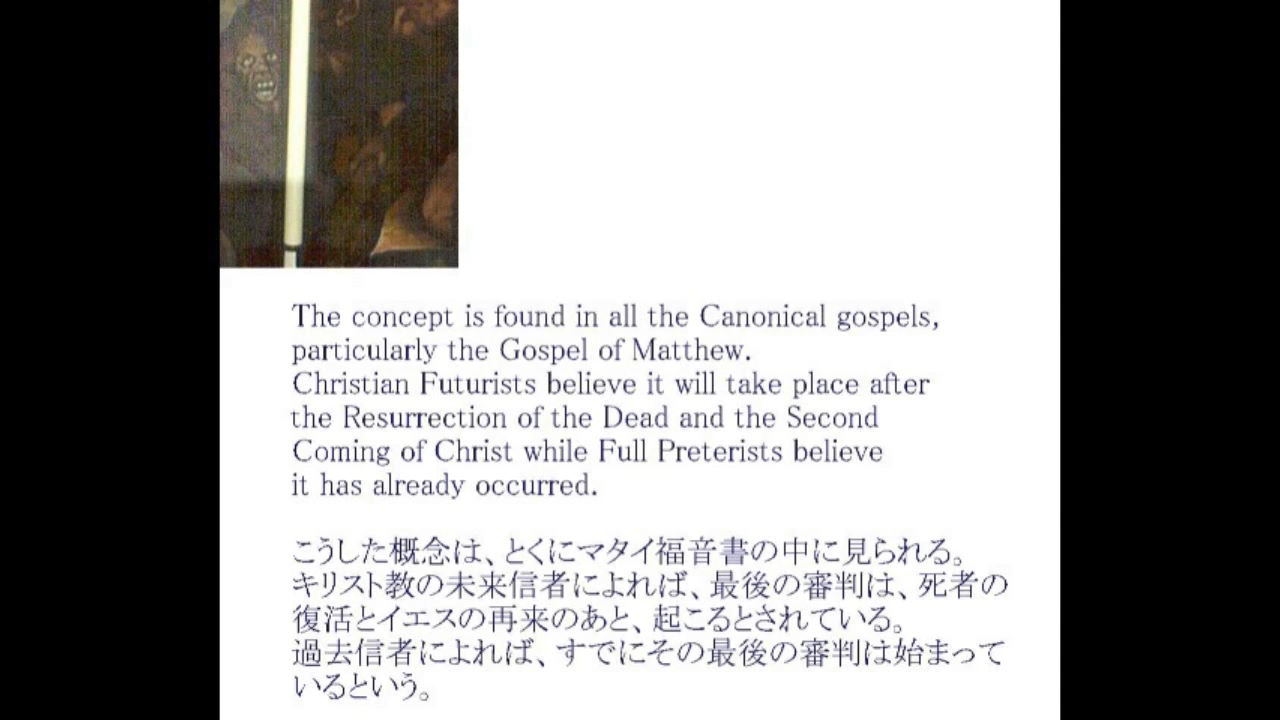 The concept is found in all the Canonical gospels,
particularly the Gospel of Matthew.
Christian Futurists believe it will take place after
the Resurrection of the Dead and the Second
Coming of Christ while Full Preterists believe
it has already occurred.
こうした概念は、とくにマタイ福音書の中に見られる。
キリスト教の未来信者によれば、最後の審判は、死者の
復活とイエスの再来のあと、起こるとされている。
過去信者によれば、すでにその最後の審判は始まって
いるという。